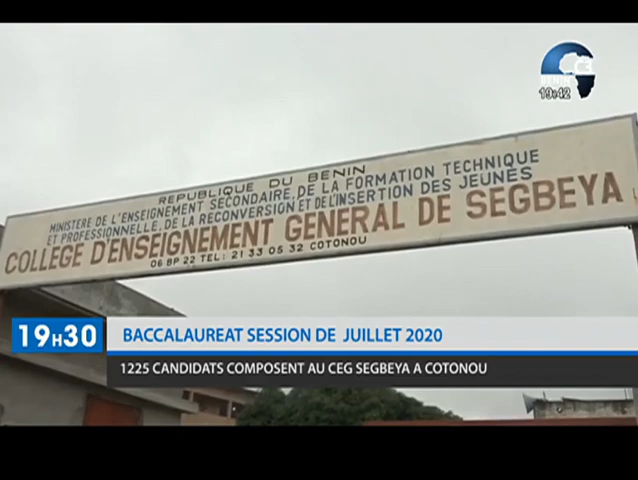 BENIN
19:42
REPUBLIQUE DU BENIN
MINISTERE DE L'ENSEIGNEMENT SECONDAIRE, DE LA FORMATION TECHNIQUE
ET PROFESSIONNELLE, DE LA RECONVERSION ET DE L'INSERTION DES JEUNES
COLLEGE D'ENSEIGNEMENT GENERAL DE SEGBEYA
06 BP 22 TEL: 21 33 05 32 COTONOU
19H30
BACCALAUREAT SESSION DE JUILLET 2020
1225 CANDIDATS COMPOSENT AU CEG SEGBEYA A COTONOU